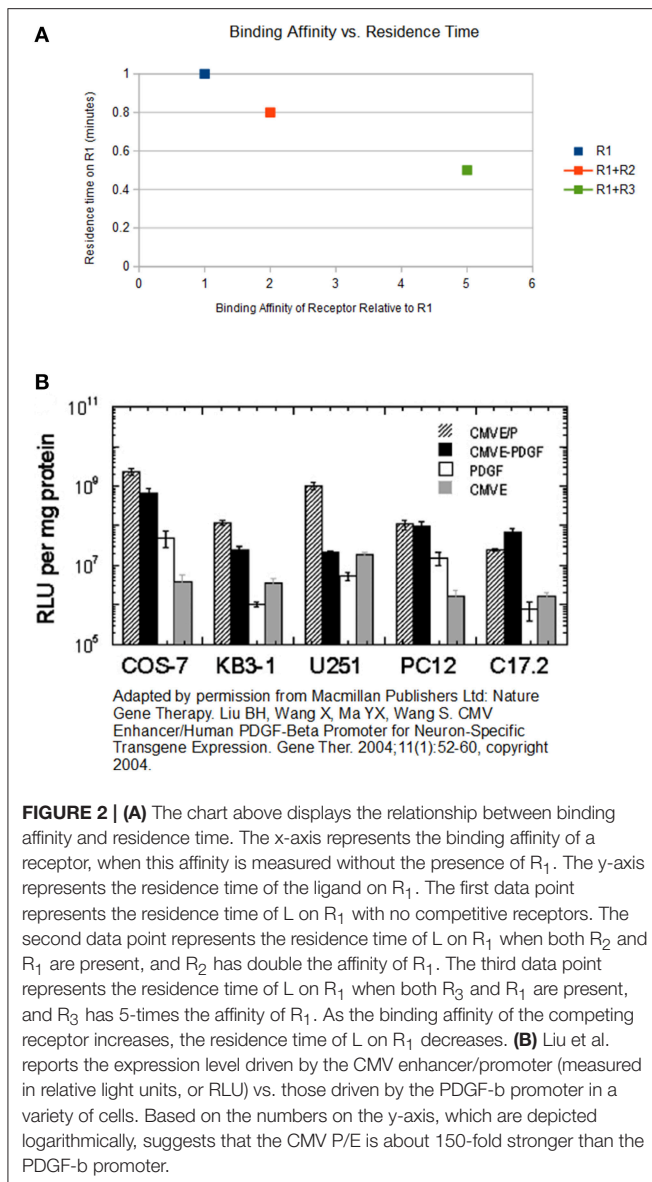 A
Binding Affinity vs. Residence Time
Residence time on R1 (minutes)
1
0.8
0.6
0.4
0.2
0
0 1 2 3 4 5 6
Binding Affinity of Receptor Relative to R1
R1
R1+R2
R1+R3
B
RLU per mg protein
10^11
10^9
10^7
10^5
CMVE/P
CMVE-PDGF
PDGF
CMVE
COS-7 KB3-1 U251 PC12 C17.2
Adapted by permission from Macmillan Publishers Ltd: Nature
Gene Therapy. Liu BH, Wang X, Ma YX, Wang S. CMV
Enhancer/Human PDGF-Beta Promoter for Neuron-Specific
Transgene Expression. Gene Ther. 2004;11(1):52-60, copyright
2004.
FIGURE 2 | (A) The chart above displays the relationship between binding
affinity and residence time. The x-axis represents the binding affinity of a
receptor, when this affinity is measured without the presence of R₁. The y-axis
represents the residence time of the ligand on R₁. The first data point
represents the residence time of L on R₁ with no competitive receptors. The
second data point represents the residence time of L on R₁ when both R₂ and
R₁ are present, and R₂ has double the affinity of R₁. The third data point
represents the residence time of L on R₁ when both R₃ and R₁ are present,
and R₃ has 5-times the affinity of R₁. As the binding affinity of the competing
receptor increases, the residence time of L on R₁ decreases. (B) Liu et al.
reports the expression level driven by the CMV enhancer/promoter (measured
in relative light units, or RLU) vs. those driven by the PDGF-b promoter in a
variety of cells. Based on the numbers on the y-axis, which are depicted
logarithmically, suggests that the CMV P/E is about 150-fold stronger than the
PDGF-b promoter.